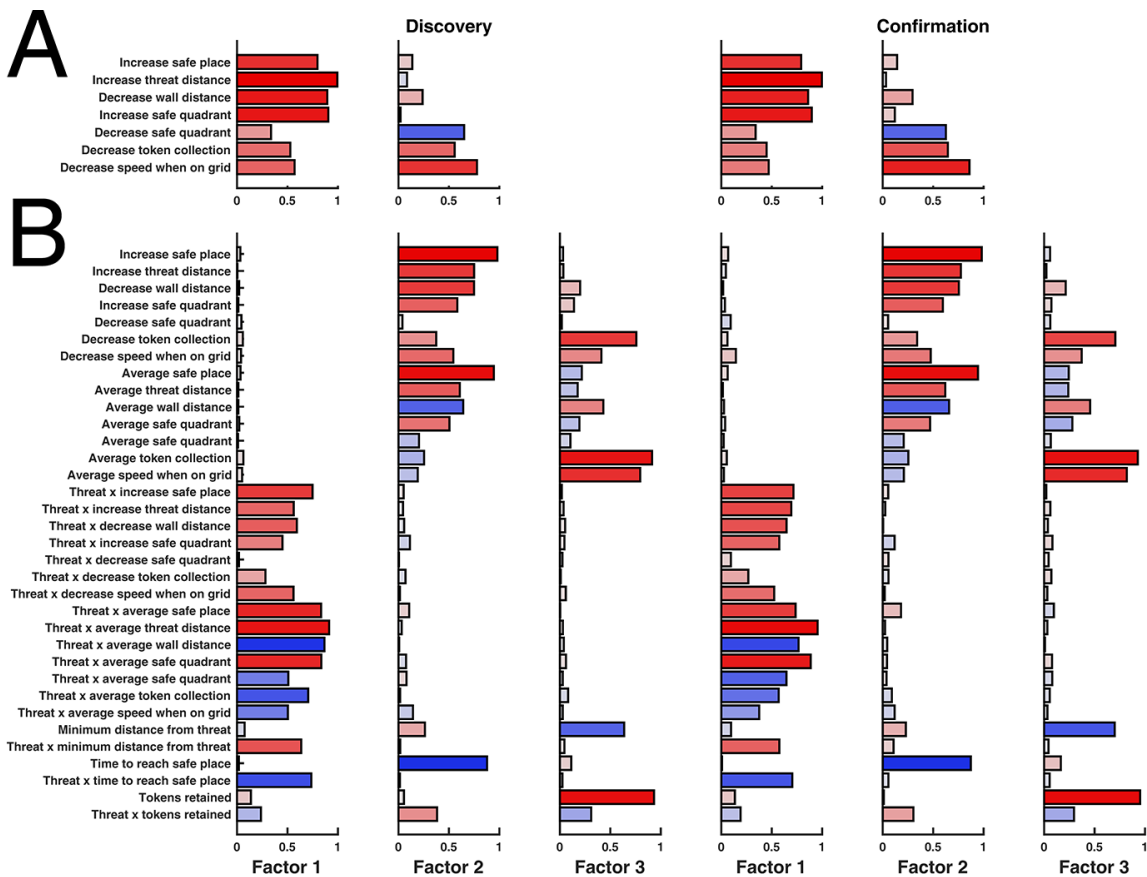 A
Discovery
Confirmation
Increase safe place
Increase threat distance
Decrease wall distance
Increase safe quadrant
Decrease safe quadrant
Decrease token collection
Decrease speed when on grid
0 0.5 1 0 0.5 1 0 0.5 1 0 0.5 1
B
Increase safe place
Increase threat distance
Decrease wall distance
Increase safe quadrant
Decrease safe quadrant
Decrease token collection
Decrease speed when on grid
Average safe place
Average threat distance
Average wall distance
Average safe quadrant
Average safe quadrant
Average token collection
Average speed when on grid
Threat x increase safe place
Threat x increase threat distance
Threat x decrease wall distance
Threat x increase safe quadrant
Threat x decrease safe quadrant
Threat x decrease token collection
Threat x decrease speed when on grid
Threat x average safe place
Threat x average threat distance
Threat x average wall distance
Threat x average safe quadrant
Threat x average safe quadrant
Threat x average token collection
Threat x average speed when on grid
Minimum distance from threat
Threat x minimum distance from threat
Time to reach safe place
Threat x time to reach safe place
Tokens retained
Threat x tokens retained
0 0.5 1 0 0.5 1 0 0.5 1 0 0.5 1 0 0.5 1 0 0.5 1
Factor 1 Factor 2 Factor 3 Factor 1 Factor 2 Factor 3